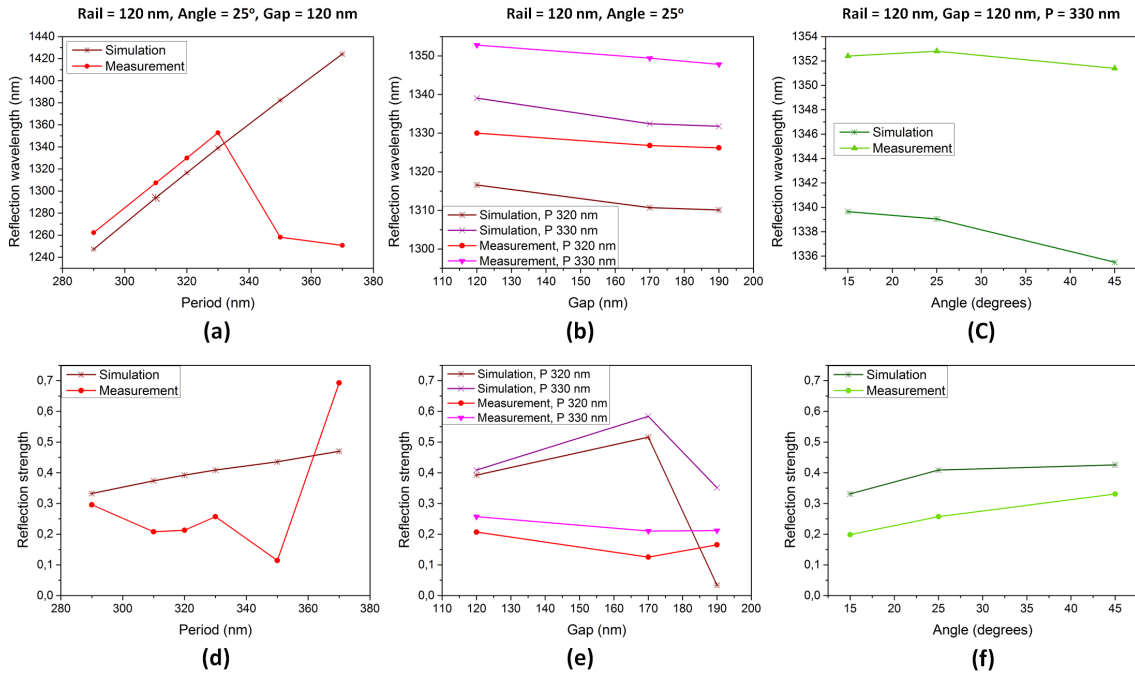 Rail = 120 nm, Angle = 25°, Gap = 120 nm
Simulation
Measurement
1440
1420
1400
1380
1360
1340
1320
1300
1280
1260
1240
Reflection wavelength (nm)
280
300
320
340
360
380
Period (nm)
(a)
Rail = 120 nm, Angle = 25°
1350
1340
1330
1320
1310
1300
Reflection wavelength (nm)
Simulation, P 320 nm
Simulation, P 330 nm
Measurement, P 320 nm
Measurement, P 330 nm
110
120
130
140
150
160
170
180
190
200
Gap (nm)
(b)
Rail = 120 nm, Gap = 120 nm, P = 330 nm
1354
1352
1350
1348
1346
1344
1342
1340
1338
1336
Reflection wavelength (nm)
Simulation
Measurement
15
20
25
30
35
40
45
Angle (degrees)
(C)
Simulation
Measurement
0,7
0,6
0,5
0,4
0,3
0,2
0,1
0,0
Reflection strength
280
300
320
340
360
380
Period (nm)
(d)
Simulation, P 320 nm
Simulation, P 330 nm
Measurement, P 320 nm
Measurement, P 330 nm
0,7
0,6
0,5
0,4
0,3
0,2
0,1
0,0
Reflection strength
110
120
130
140
150
160
170
180
190
200
Gap (nm)
(e)
Simulation
Measurement
0,7
0,6
0,5
0,4
0,3
0,2
0,1
0,0
Reflection strength
15
20
25
30
35
40
45
Angle (degrees)
(f)